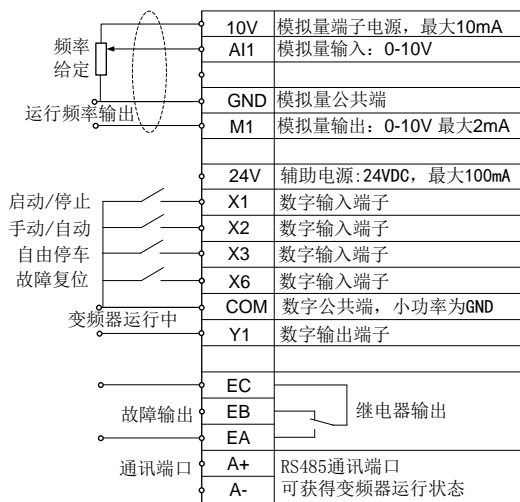 10V 模拟量端子电源，最大10mA
频率给定 AI1 模拟量输入：0-10V
GND 模拟量公共端
运行频率输出 M1 模拟量输出：0-10V 最大2mA
24V 辅助电源:24VDC，最大100mA
启动/停止 X1 数字输入端子
手动/自动 X2 数字输入端子
自由停车 X3 数字输入端子
故障复位 X6 数字输入端子
COM 数字公共端，小功率为GND
变频器运行中 Y1 数字输出端子
EC
故障输出 EB 继电器输出
EA
通讯端口 A+ RS485通讯端口
A- 可获得变频器运行状态